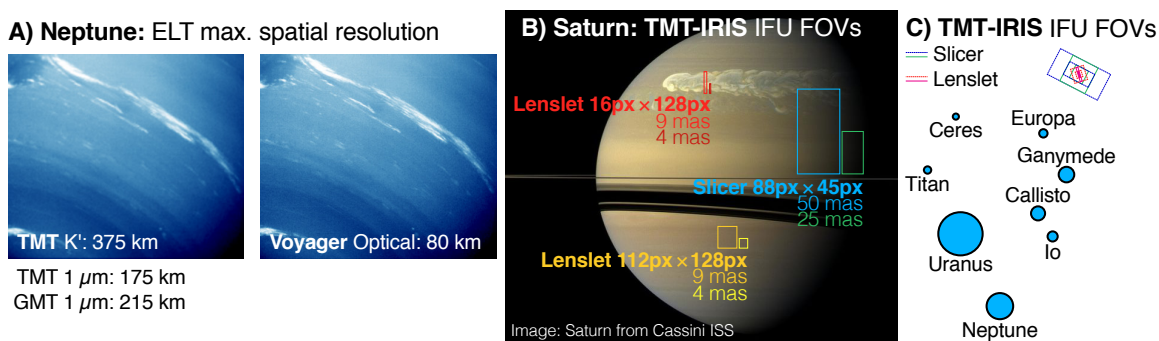 A) Neptune: ELT max. spatial resolution
TMT K': 375 km
Voyager Optical: 80 km
TMT 1 μm: 175 km
GMT 1 μm: 215 km
B) Saturn: TMT-IRIS IFU FOVs
Lenslet 16px × 128px
9 mas
4 mas
Slicer 88px × 45px
50 mas
25 mas
Lenslet 112px × 128px
9 mas
4 mas
Image: Saturn from Cassini ISS
C) TMT-IRIS IFU FOVs
Slicer
Lenslet
Ceres
Europa
Ganymede
Titan
Callisto
Uranus
Io
Neptune